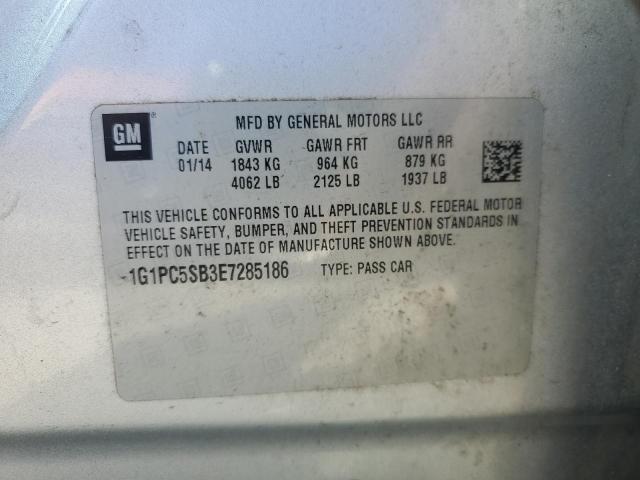 GM ® MFD BY GENERAL MOTORS LLC
DATE GVWR GAWR FRT GAWR RR
01/14 1843 KG 964 KG 879 KG
4062 LB 2125 LB 1937 LB
THIS VEHICLE CONFORMS TO ALL APPLICABLE U.S. FEDERAL MOTOR
VEHICLE SAFETY, BUMPER, AND THEFT PREVENTION STANDARDS IN
EFFECT ON THE DATE OF MANUFACTURE SHOWN ABOVE.
1G1PC5SB3E7285186 TYPE: PASS CAR